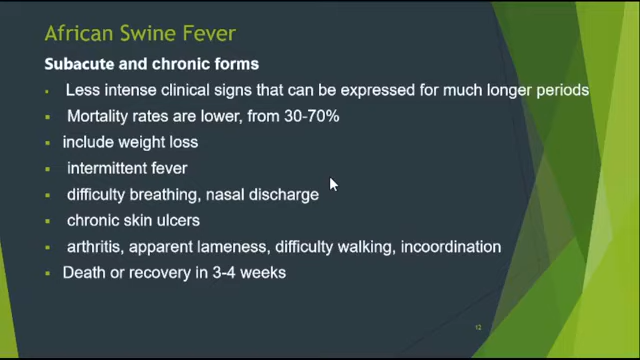 African Swine Fever
Subacute and chronic forms
▪ Less intense clinical signs that can be expressed for much longer periods
▪ Mortality rates are lower, from 30-70%
▪ include weight loss
▪ intermittent fever
▪ difficulty breathing, nasal discharge
▪ chronic skin ulcers
▪ arthritis, apparent lameness, difficulty walking, incoordination
▪ Death or recovery in 3-4 weeks
12